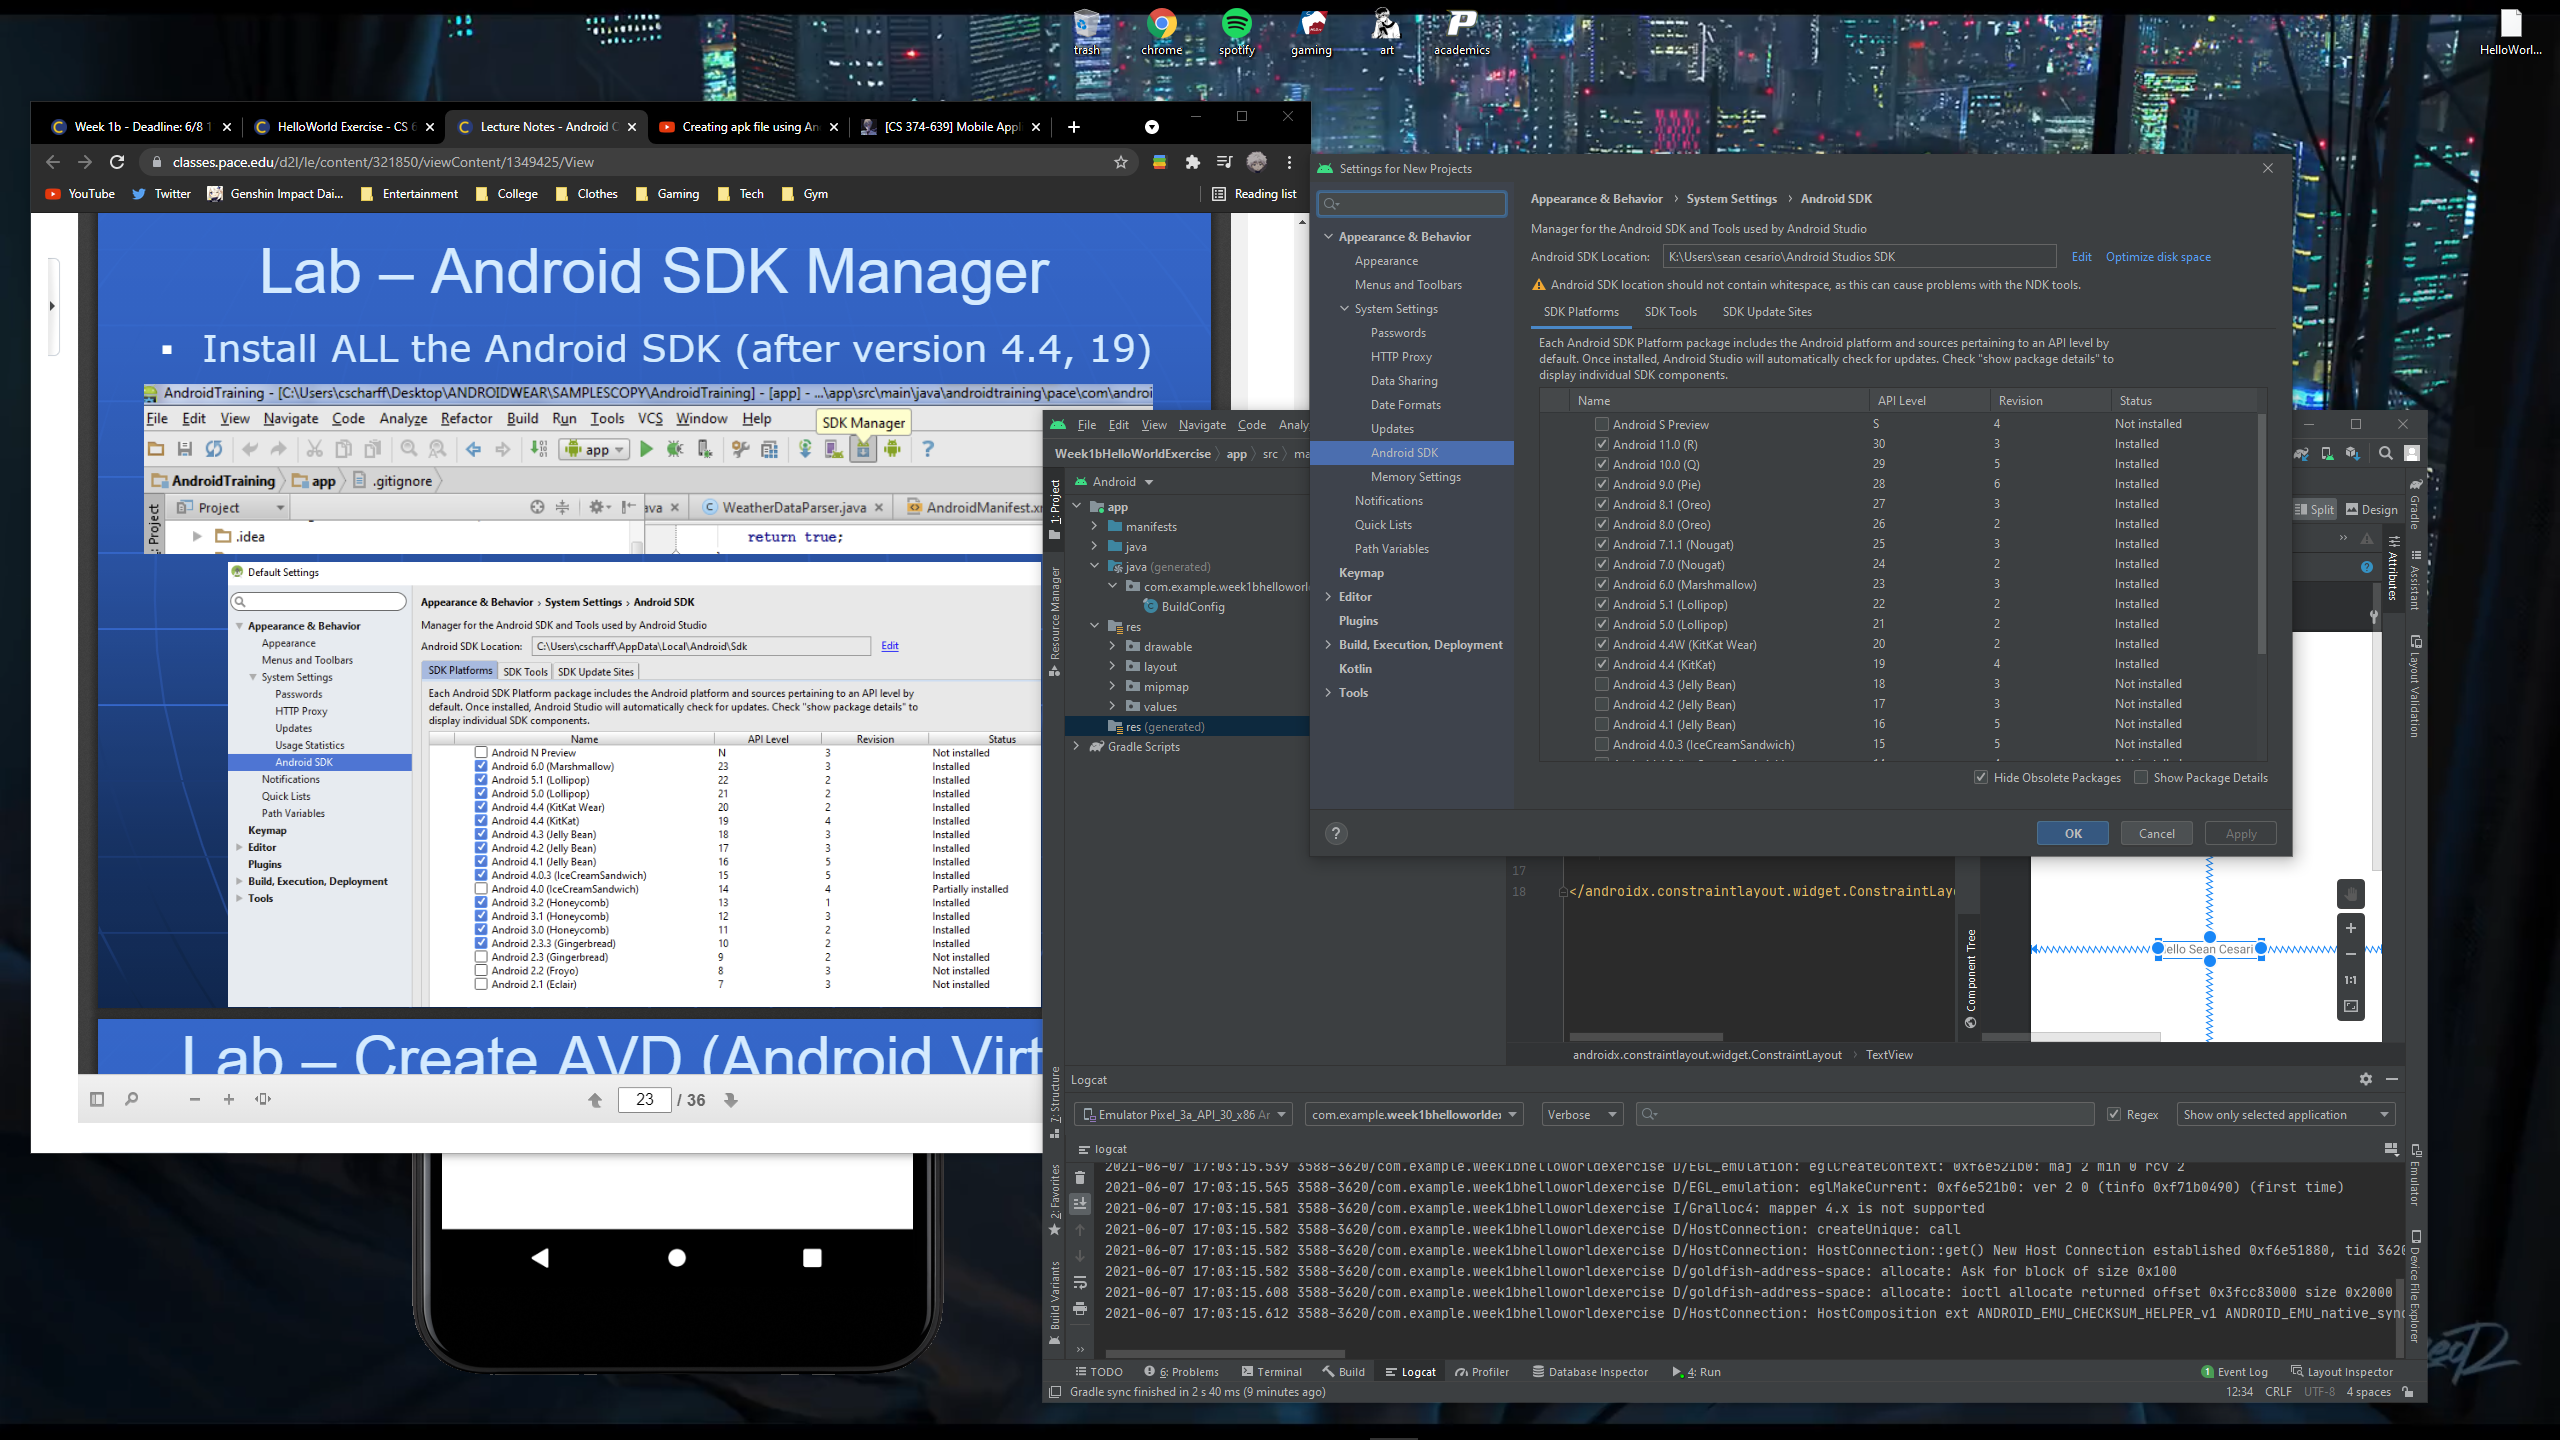 trash
chrome
spotify
gaming
art
academics
HelloWorl...
Week 1b - Deadline: 6/8 1
HelloWorld Exercise - CS 6
Lecture Notes - Android C
Creating apk file using An
[CS 374-639] Mobile Appl
classes.pace.edu/d2l/le/content/321850/viewContent/1349425/View
YouTube
Twitter
Genshin Impact Dai...
Entertainment
College
Clothes
Gaming
Tech
Gym
Reading list
Lab – Android SDK Manager
▪ Install ALL the Android SDK (after version 4.4, 19)
AndroidTraining - [C:\Users\cscharff\Desktop\ANDROIDWEAR\SAMPLESCOPY\AndroidTraining] - [app] - ...\app\src\main\java\androidtraining\pace\com\androi
File Edit View Navigate Code Analyze Refactor Build Run Tools VCS Window Help
SDK Manager
app
AndroidTraining app .gitignore
Project
Project
java
WeatherDataParser.java
AndroidManifest.xm
.idea
return true;
Default Settings
Appearance & Behavior
Appearance
Menus and Toolbars
System Settings
Passwords
HTTP Proxy
Updates
Usage Statistics
Android SDK
Notifications
Quick Lists
Path Variables
Keymap
Editor
Plugins
Build, Execution, Deployment
Tools
Appearance & Behavior › System Settings › Android SDK
Manager for the Android SDK and Tools used by Android Studio
Android SDK Location: C:\Users\cscharff\AppData\Local\Android\Sdk Edit
SDK Platforms SDK Tools SDK Update Sites
Each Android SDK Platform package includes the Android platform and sources pertaining to an API level by
default. Once installed, Android Studio will automatically check for updates. Check "show package details" to
display individual SDK components.
Name API Level Revision Status
Android N Preview N 3 Not installed
Android 6.0 (Marshmallow) 23 3 Installed
Android 5.1 (Lollipop) 22 2 Installed
Android 5.0 (Lollipop) 21 2 Installed
Android 4.4 (KitKat Wear) 20 2 Installed
Android 4.4 (KitKat) 19 4 Installed
Android 4.3 (Jelly Bean) 18 3 Installed
Android 4.2 (Jelly Bean) 17 3 Installed
Android 4.1 (Jelly Bean) 16 5 Installed
Android 4.0.3 (IceCreamSandwich) 15 5 Installed
Android 4.0 (IceCreamSandwich) 14 4 Partially installed
Android 3.2 (Honeycomb) 13 1 Installed
Android 3.1 (Honeycomb) 12 3 Installed
Android 3.0 (Honeycomb) 11 2 Installed
Android 2.3.3 (Gingerbread) 10 2 Installed
Android 2.3 (Gingerbread) 9 2 Not installed
Android 2.2 (Froyo) 8 3 Not installed
Android 2.1 (Eclair) 7 3 Not installed
Lab – Create AVD (Android Virt
23 / 36
Settings for New Projects
Appearance & Behavior
Appearance
Menus and Toolbars
System Settings
Passwords
HTTP Proxy
Data Sharing
Date Formats
Updates
Android SDK
Memory Settings
Notifications
Quick Lists
Path Variables
Keymap
Editor
Plugins
Build, Execution, Deployment
Kotlin
Tools
Appearance & Behavior › System Settings › Android SDK
Manager for the Android SDK and Tools used by Android Studio
Android SDK Location: K:\Users\sean cesario\Android Studios SDK Edit Optimize disk space
Android SDK location should not contain whitespace, as this can cause problems with the NDK tools.
SDK Platforms SDK Tools SDK Update Sites
Each Android SDK Platform package includes the Android platform and sources pertaining to an API level by
default. Once installed, Android Studio will automatically check for updates. Check "show package details" to
display individual SDK components.
Name API Level Revision Status
Android S Preview S 4 Not installed
Android 11.0 (R) 30 3 Installed
Android 10.0 (Q) 29 5 Installed
Android 9.0 (Pie) 28 6 Installed
Android 8.1 (Oreo) 27 3 Installed
Android 8.0 (Oreo) 26 2 Installed
Android 7.1.1 (Nougat) 25 3 Installed
Android 7.0 (Nougat) 24 2 Installed
Android 6.0 (Marshmallow) 23 3 Installed
Android 5.1 (Lollipop) 22 2 Installed
Android 5.0 (Lollipop) 21 2 Installed
Android 4.4W (KitKat Wear) 20 2 Installed
Android 4.4 (KitKat) 19 4 Installed
Android 4.3 (Jelly Bean) 18 3 Not installed
Android 4.2 (Jelly Bean) 17 3 Not installed
Android 4.1 (Jelly Bean) 16 5 Not installed
Android 4.0.3 (IceCreamSandwich) 15 5 Not installed
Hide Obsolete Packages Show Package Details
? OK Cancel Apply
File Edit View Navigate Code Analy
Week1bHelloWorldExercise › app › src › ma
Android
app
manifests
java
java (generated)
com.example.week1bhelloworl
BuildConfig
res
drawable
layout
mipmap
values
res (generated)
Gradle Scripts
1: Project
Resource Manager
7: Structure
2: Favorites
Build Variants
Split Design
Gradle
Attributes
Assistant
Layout Validation
Emulator
Device File Explorer
17
18 </androidx.constraintlayout.widget.ConstraintLayo
Component Tree
ello Sean Cesari
1:1
androidx.constraintlayout.widget.ConstraintLayout › TextView
Logcat
Emulator Pixel_3a_API_30_x86 Ar
com.example.week1bhelloworldex
Verbose
Regex
Show only selected application
logcat
2021-06-07 17:03:15.539 3588-3620/com.example.week1bhelloworldexercise D/EGL_emulation: eglCreateContext: 0xf6e521b0: maj 2 min 0 rcv 2
2021-06-07 17:03:15.565 3588-3620/com.example.week1bhelloworldexercise D/EGL_emulation: eglMakeCurrent: 0xf6e521b0: ver 2 0 (tinfo 0xf71b0490) (first time)
2021-06-07 17:03:15.581 3588-3620/com.example.week1bhelloworldexercise I/Gralloc4: mapper 4.x is not supported
2021-06-07 17:03:15.582 3588-3620/com.example.week1bhelloworldexercise D/HostConnection: createUnique: call
2021-06-07 17:03:15.582 3588-3620/com.example.week1bhelloworldexercise D/HostConnection: HostConnection::get() New Host Connection established 0xf6e51880, tid 3620
2021-06-07 17:03:15.582 3588-3620/com.example.week1bhelloworldexercise D/goldfish-address-space: allocate: Ask for block of size 0x100
2021-06-07 17:03:15.608 3588-3620/com.example.week1bhelloworldexercise D/goldfish-address-space: allocate: ioctl allocate returned offset 0x3fcc83000 size 0x2000
2021-06-07 17:03:15.612 3588-3620/com.example.week1bhelloworldexercise D/HostConnection: HostComposition ext ANDROID_EMU_CHECKSUM_HELPER_v1 ANDROID_EMU_native_sync
TODO 6: Problems Terminal Build Logcat Profiler Database Inspector 4: Run 1 Event Log Layout Inspector
Gradle sync finished in 2 s 40 ms (9 minutes ago) 12:34 CRLF UTF-8 4 spaces